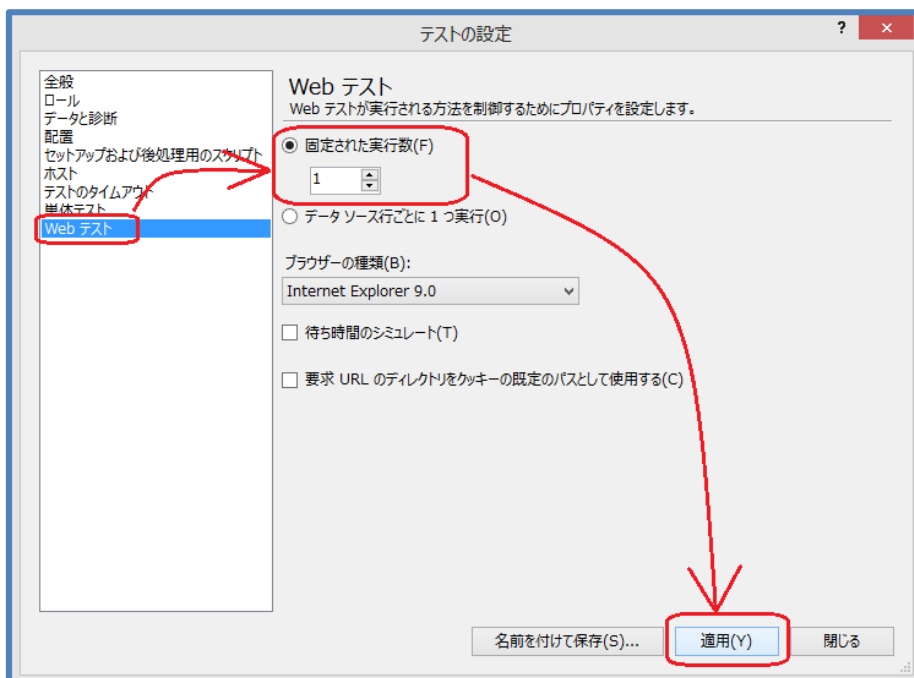 テストの設定
?
×
全般
ロール
データと診断
配置
セットアップおよび後処理用のスクリプト
ホスト
テストのタイムアウト
単体テスト
Web テスト
Web テスト
Web テストが実行される方法を制御するためにプロパティを設定します。
固定された実行数(F)
1
データ ソース行ごとに 1 つ実行(O)
ブラウザーの種類(B):
Internet Explorer 9.0
待ち時間のシミュレート(T)
要求 URL のディレクトリをクッキーの既定のパスとして使用する(C)
名前を付けて保存(S)...
適用(Y)
閉じる